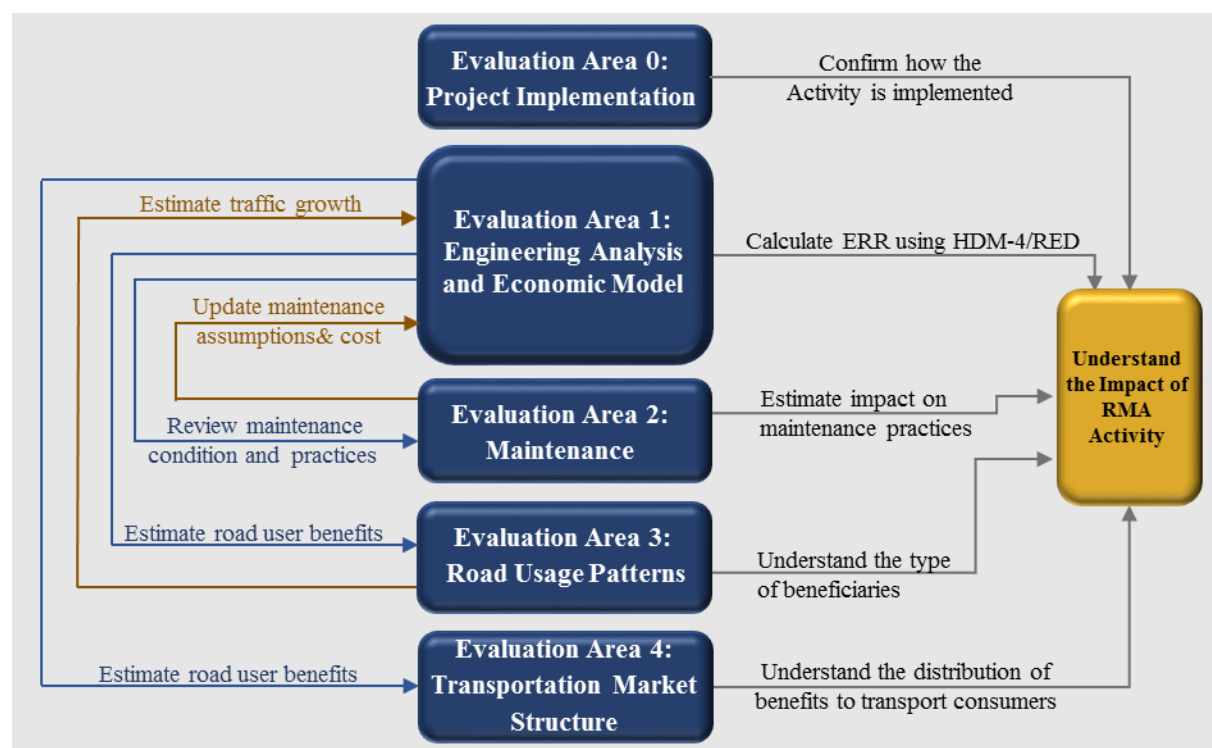 Evaluation Area 0:
Project Implementation
Confirm how the
Activity is implemented
Estimate traffic growth
Evaluation Area 1:
Engineering Analysis
and Economic Model
Calculate ERR using HDM-4/RED
Update maintenance
assumptions& cost
Understand
the Impact of
RMA
Activity
Evaluation Area 2:
Maintenance
Estimate impact on
maintenance practices
Review maintenance
condition and practices
Estimate road user benefits
Evaluation Area 3:
Road Usage Patterns
Understand the type
of beneficiaries
Estimate road user benefits
Evaluation Area 4:
Transportation Market
Structure
Understand the distribution of
benefits to transport consumers